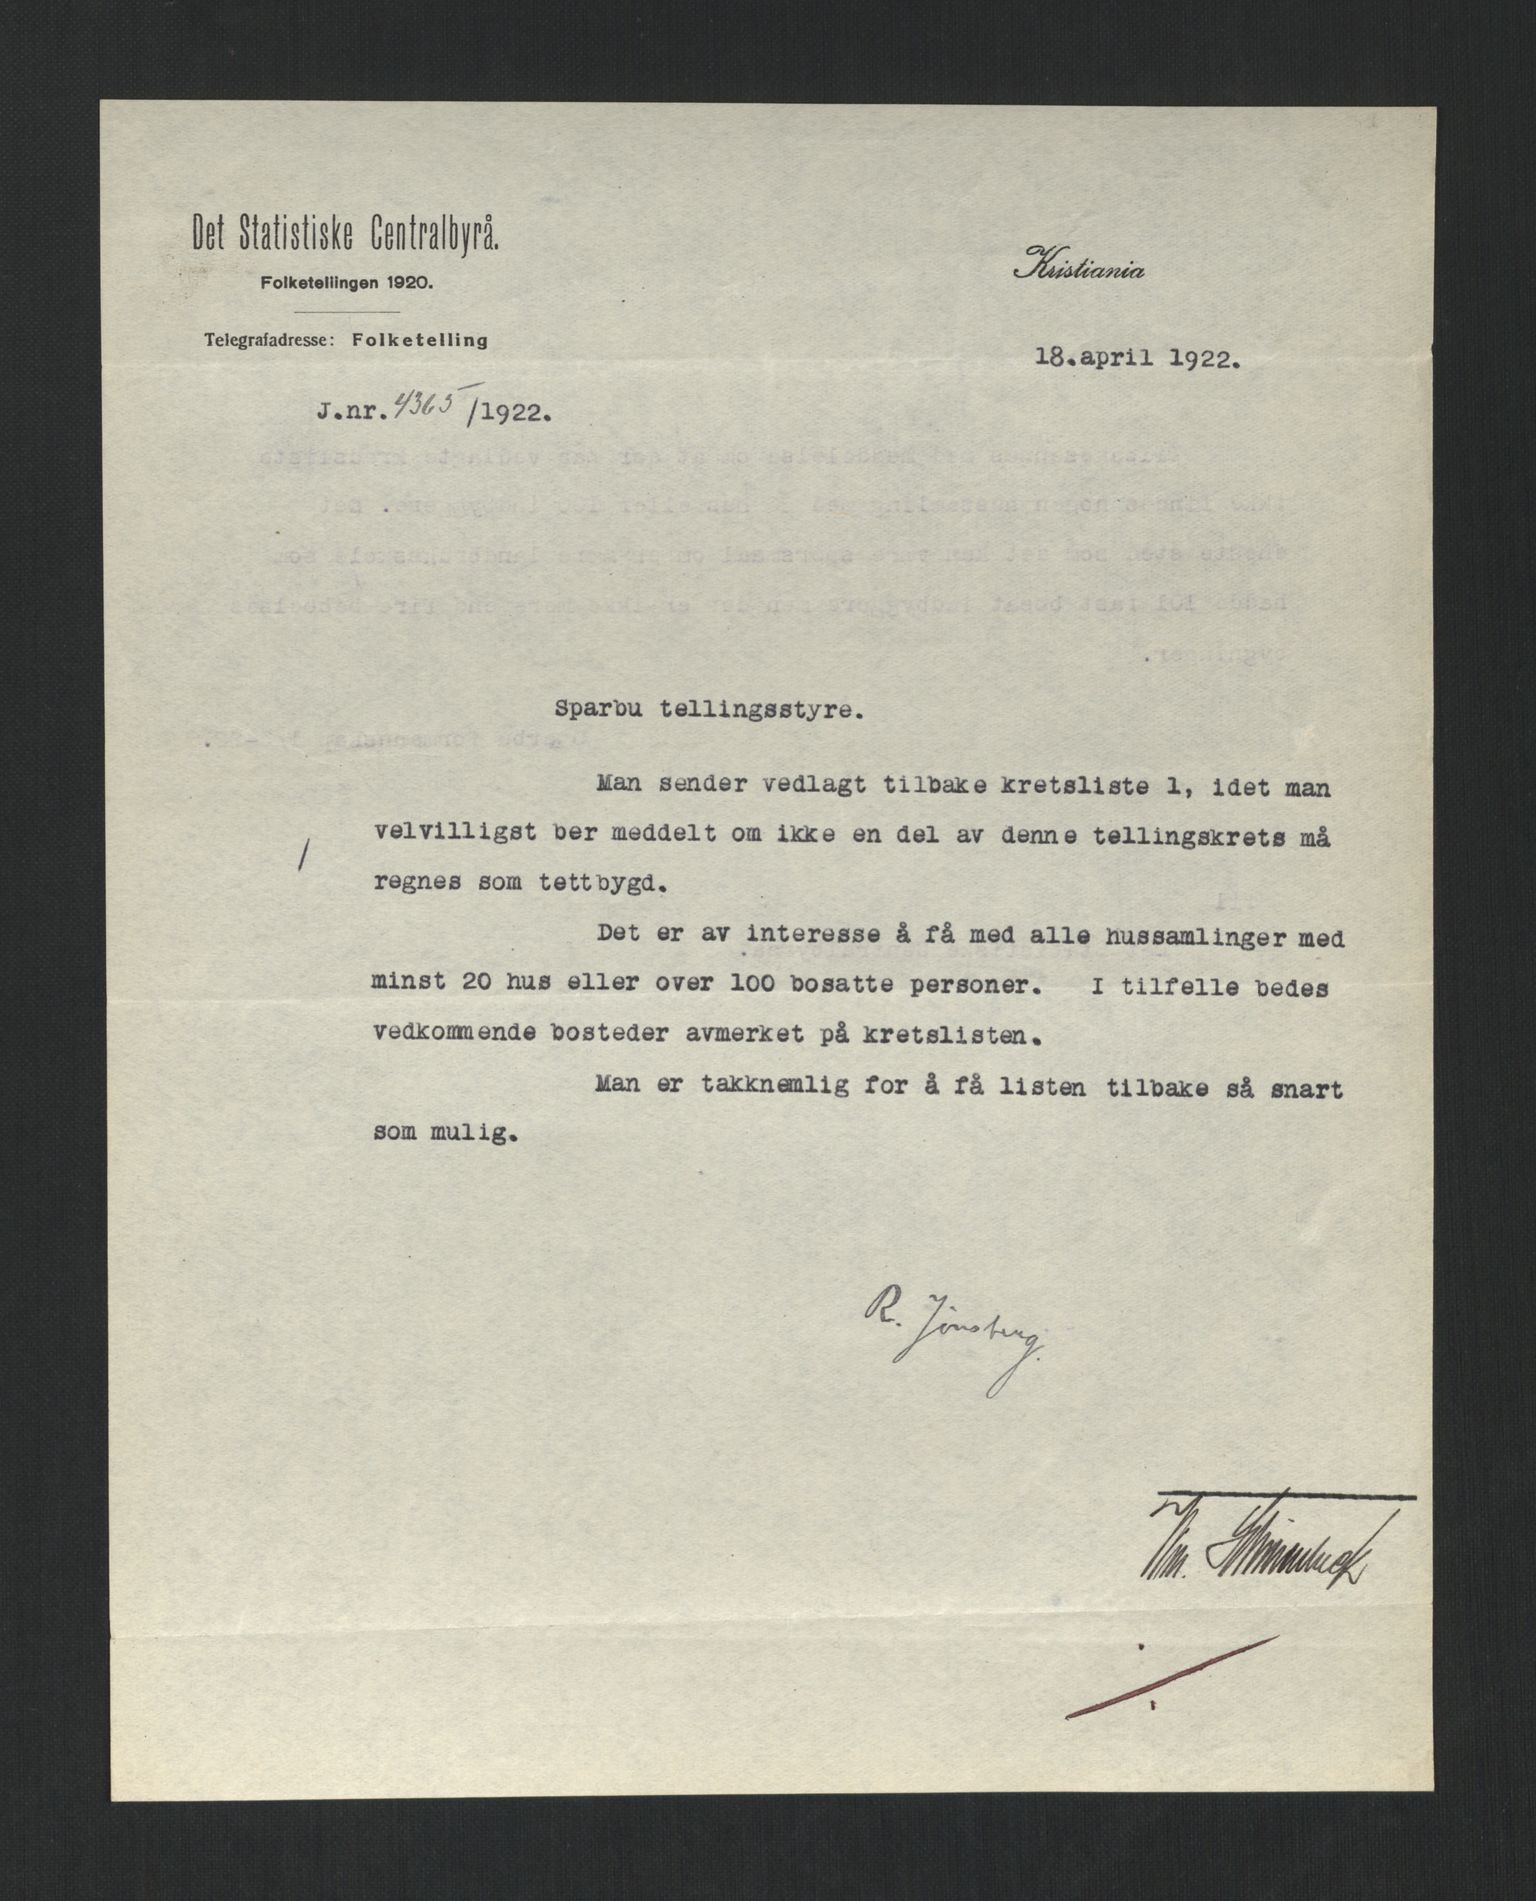 Det Statistiske Centralbyrå.
Folketellingen 1920.
Telegrafadresse: Folketelling
Kristiania
18.april 1922.
J.nr. 4365/1922.
Sparbu tellingsstyre.
Man sender vedlagt tilbake kretsliste 1, idet man
velvilligst ber meddelt om ikke en del av denne tellingskrets må
regnes som tettbygd.
Det er av interesse å få med alle hussamlinger med
minst 20 hus eller over 100 bosatte personer. I tilfelle bedes
vedkommende bosteder avmerket på kretslisten.
Man er takknemlig for å få listen tilbake så snart
som mulig.
R. Jönsberg.